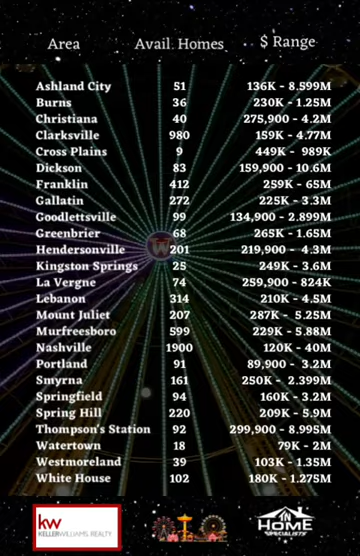 Area Avail. Homes $ Range
Ashland City 51 136K - 8.599M
Burns 36 230K - 1.25M
Christiana 40 275,900 - 4.2M
Clarksville 980 159K - 4.77M
Cross Plains 9 449K - 989K
Dickson 83 159,900 - 10.6M
Franklin 412 259K - 65M
Gallatin 272 225K - 3.3M
Goodlettsville 99 134,900 - 2.899M
Greenbrier 68 265K - 1.65M
Hendersonville 201 219,900 - 4.3M
Kingston Springs 25 249K - 3.6M
La Vergne 74 259,900 - 824K
Lebanon 314 210K - 4.5M
Mount Juliet 207 287K - 5.25M
Murfreesboro 599 229K - 5.88M
Nashville 1900 120K - 40M
Portland 91 89,900 - 3.2M
Smyrna 161 250K - 2.399M
Springfield 94 160K - 3.2M
Spring Hill 220 209K - 5.9M
Thompson's Station 92 299,900 - 8.995M
Watertown 18 79K - 2M
Westmoreland 39 103K - 1.35M
White House 102 180K - 1.275M
kw
KELLERWILLIAMS. REALTY
IN
HOME
SPECIALISTS